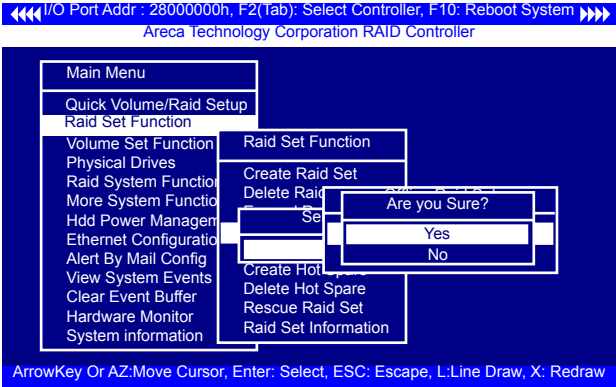 I/O Port Addr : 28000000h, F2(Tab): Select Controller, F10: Reboot System
Areca Technology Corporation RAID Controller
Main Menu
Quick Volume/Raid Setup
Raid Set Function
Volume Set Function
Physical Drives
Raid System Function
More System Functio
Hdd Power Managem
Ethernet Configuratio
Alert By Mail Config
View System Events
Clear Event Buffer
Hardware Monitor
System information
Raid Set Function
Create Raid Set
Delete Raid
Se
Create Hot Spare
Delete Hot Spare
Rescue Raid Set
Raid Set Information
Are you Sure?
Yes
No
ArrowKey Or AZ:Move Cursor, Enter: Select, ESC: Escape, L:Line Draw, X: Redraw